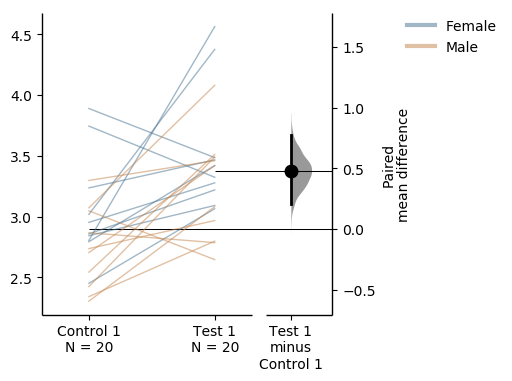 4.5
4.0
3.5
3.0
2.5
Control 1
N = 20
Test 1
N = 20
Test 1
minus
Control 1
1.5
1.0
0.5
0.0
−0.5
Paired
mean difference
Female
Male